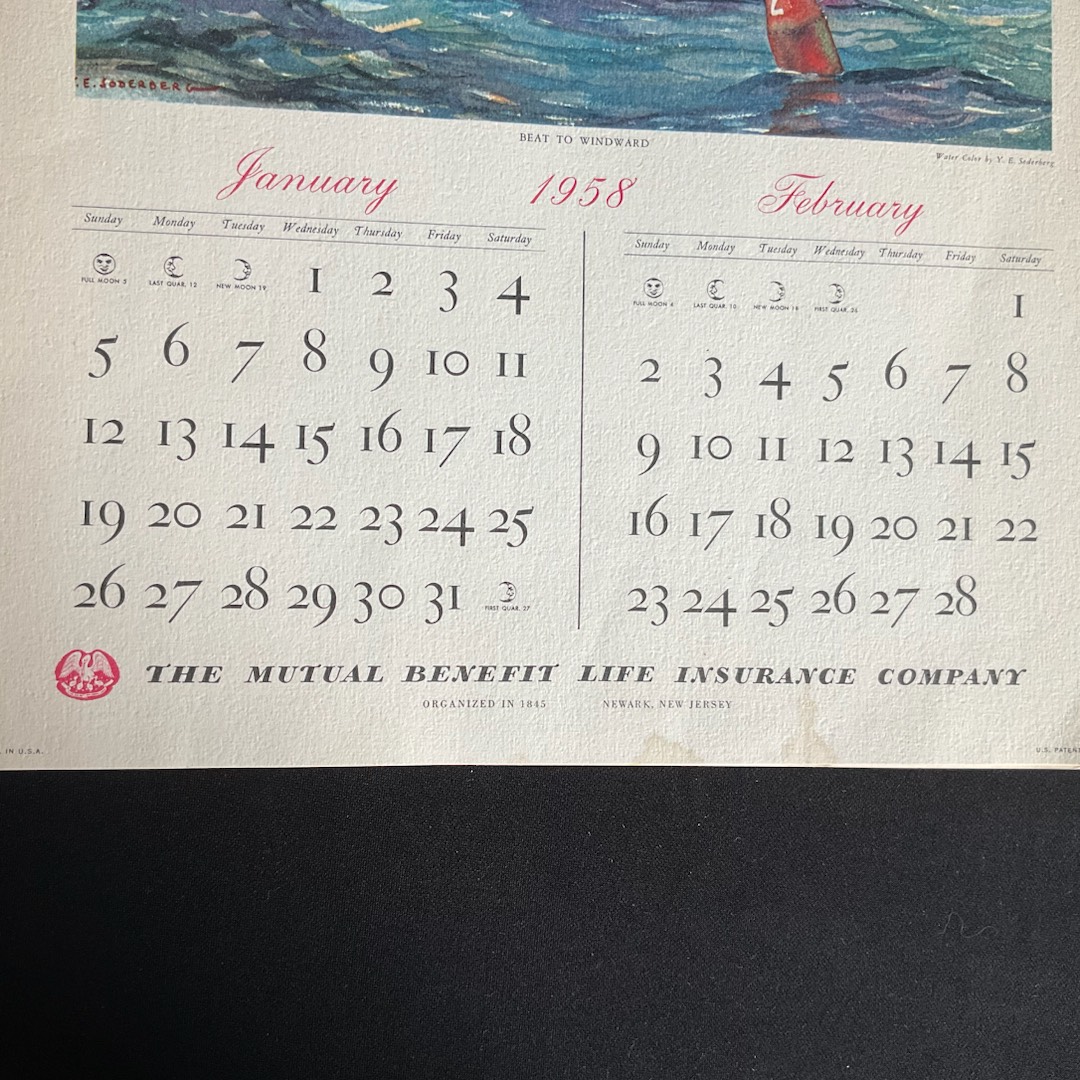 2
.E. SODERBERG
BEAT TO WINDWARD
Water Color by Y. E. Soderberg
January 1958 February
Sunday Monday Tuesday Wednesday Thursday Friday Saturday
FULL MOON 5 LAST QUAR. 12 NEW MOON 19 1 2 3 4
5 6 7 8 9 10 11
12 13 14 15 16 17 18
19 20 21 22 23 24 25
26 27 28 29 30 31 FIRST QUAR. 27
Sunday Monday Tuesday Wednesday Thursday Friday Saturday
FULL MOON 4 LAST QUAR. 10 NEW MOON 18 FIRST QUAR. 26 1
2 3 4 5 6 7 8
9 10 11 12 13 14 15
16 17 18 19 20 21 22
23 24 25 26 27 28
THE MUTUAL BENEFIT LIFE INSURANCE COMPANY
ORGANIZED IN 1845 NEWARK, NEW JERSEY
. IN U.S.A. U.S. PATENT